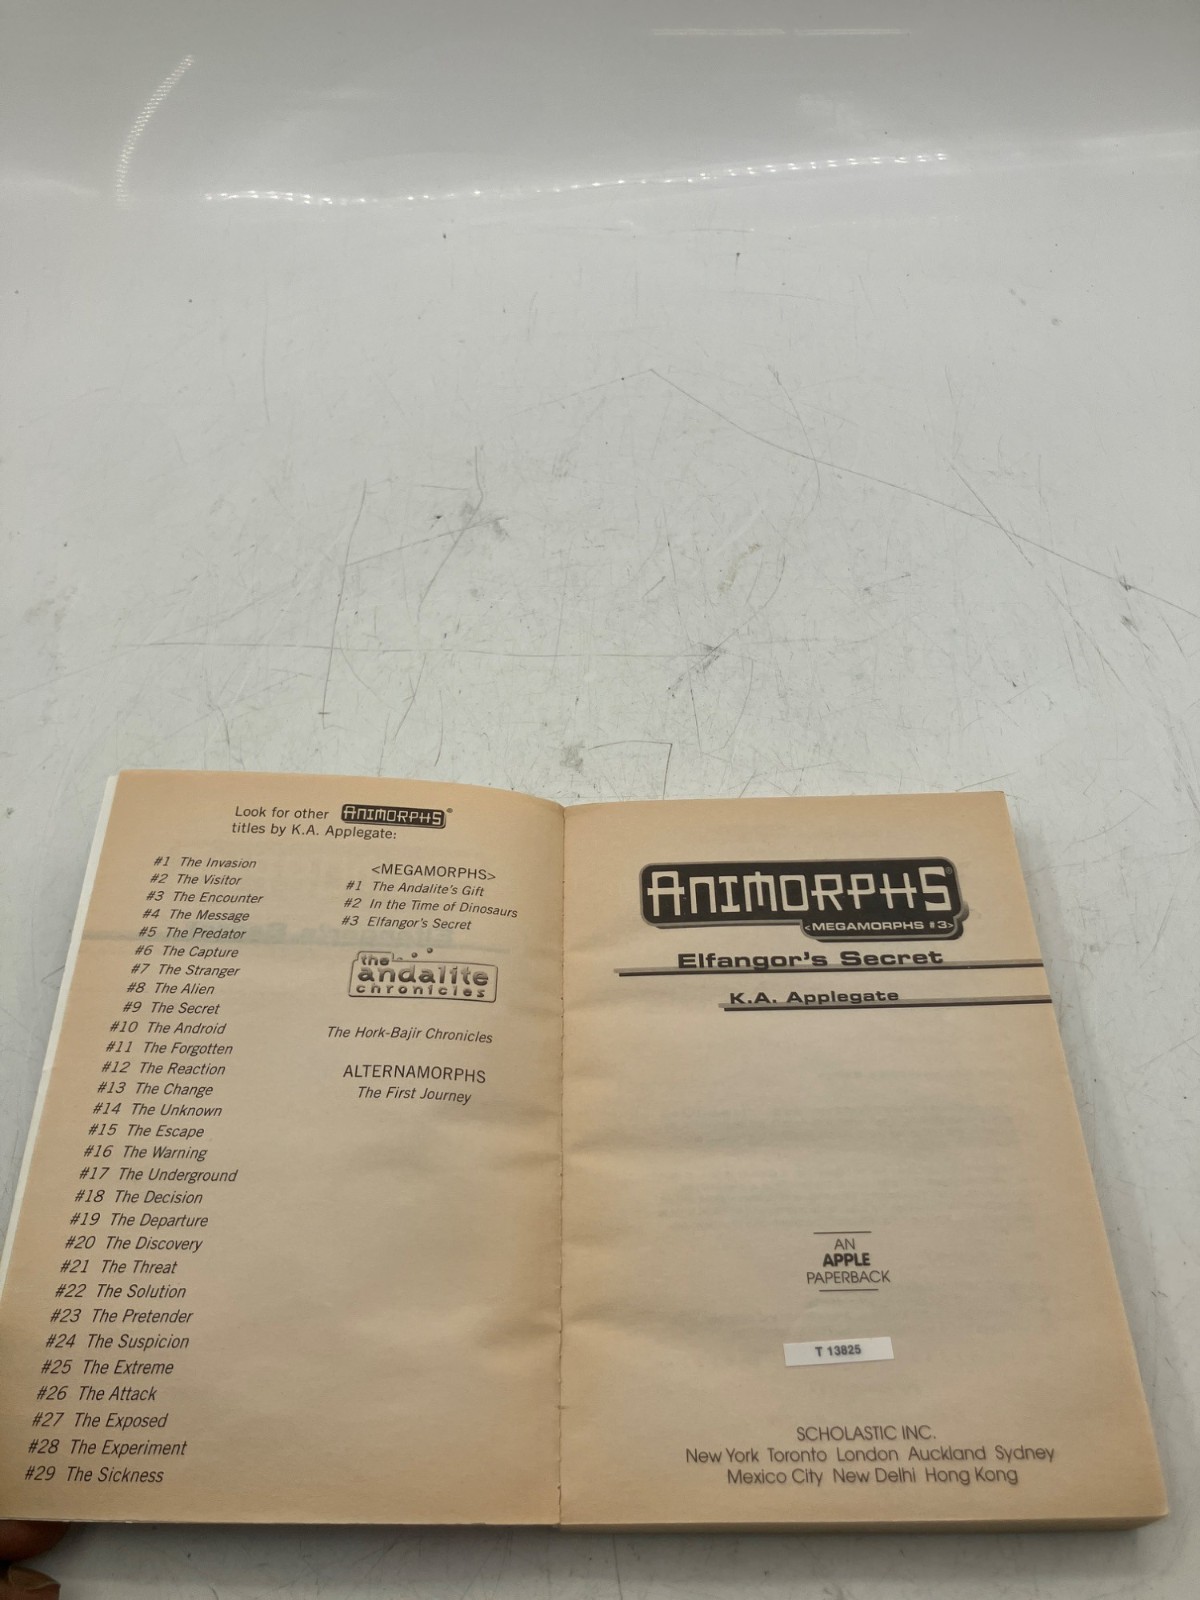 Look for other ANIMORPHS®
titles by K.A. Applegate:
#1 The Invasion
#2 The Visitor
#3 The Encounter
#4 The Message
#5 The Predator
#6 The Capture
#7 The Stranger
#8 The Alien
#9 The Secret
#10 The Android
#11 The Forgotten
#12 The Reaction
#13 The Change
#14 The Unknown
#15 The Escape
#16 The Warning
#17 The Underground
#18 The Decision
#19 The Departure
#20 The Discovery
#21 The Threat
#22 The Solution
#23 The Pretender
#24 The Suspicion
#25 The Extreme
#26 The Attack
#27 The Exposed
#28 The Experiment
#29 The Sickness
<MEGAMORPHS>
#1 The Andalite's Gift
#2 In the Time of Dinosaurs
#3 Elfangor's Secret
the
andalite
chronicles
The Hork-Bajir Chronicles
ALTERNAMORPHS
The First Journey
ANIMORPHS®
<MEGAMORPHS #3>
Elfangor's Secret
K.A. Applegate
AN
APPLE
PAPERBACK
T 13825
SCHOLASTIC INC.
New York Toronto London Auckland Sydney
Mexico City New Delhi Hong Kong